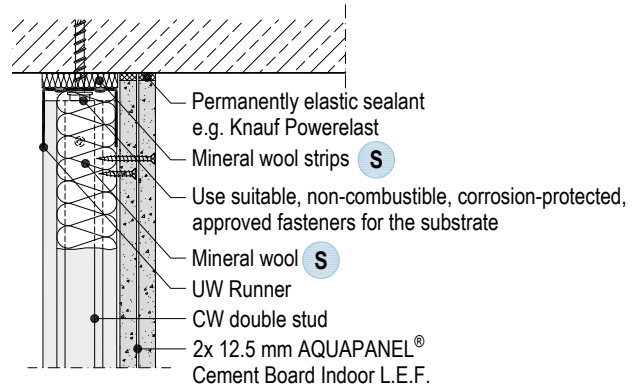 Permanently elastic sealant
e.g. Knauf Powerelast
Mineral wool strips S
Use suitable, non-combustible, corrosion-protected,
approved fasteners for the substrate
Mineral wool S
UW Runner
CW double stud
2x 12.5 mm AQUAPANEL®
Cement Board Indoor L.E.F.